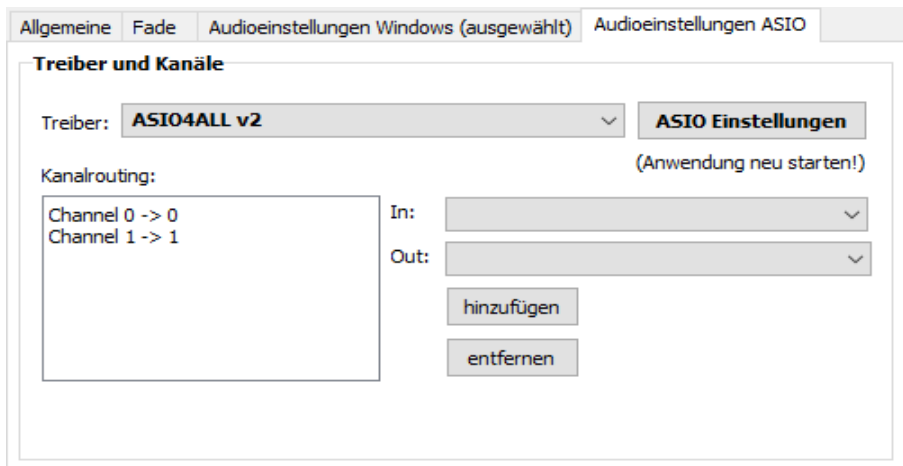 Allgemeine Fade Audioeinstellungen Windows (ausgewählt) Audioeinstellungen ASIO
Treiber und Kanäle
Treiber: ASIO4ALL v2 ASIO Einstellungen
(Anwendung neu starten!)
Kanalrouting:
Channel 0 -> 0 In:
Channel 1 -> 1
Out:
hinzufügen
entfernen